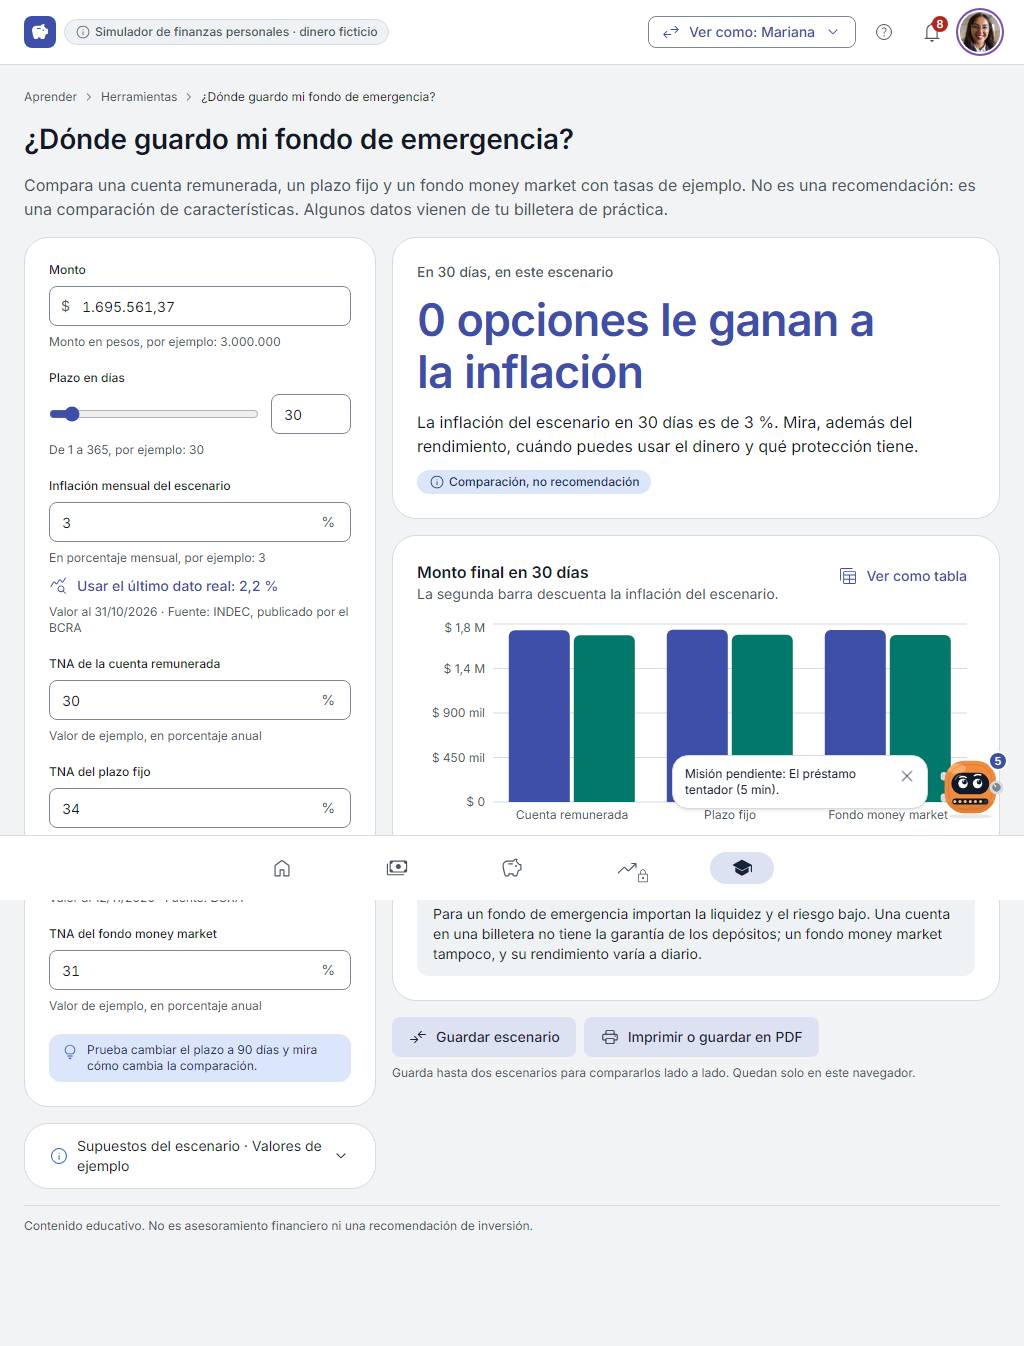 Simulador de finanzas personales · dinero ficticio
Ver como: Mariana
8
Aprender
Herramientas
¿Dónde guardo mi fondo de emergencia?
¿Dónde guardo mi fondo de emergencia?
Compara una cuenta remunerada, un plazo fijo y un fondo money market con tasas de ejemplo. No es una recomendación: es
una comparación de características. Algunos datos vienen de tu billetera de práctica.
Monto
$ 1.695.561,37
Monto en pesos, por ejemplo: 3.000.000
Plazo en días
30
De 1 a 365, por ejemplo: 30
Inflación mensual del escenario
3 %
En porcentaje mensual, por ejemplo: 3
Usar el último dato real: 2,2 %
Valor al 31/10/2026 · Fuente: INDEC, publicado por el
BCRA
TNA de la cuenta remunerada
30 %
Valor de ejemplo, en porcentaje anual
TNA del plazo fijo
34 %
TNA del fondo money market
31 %
Valor de ejemplo, en porcentaje anual
Prueba cambiar el plazo a 90 días y mira
cómo cambia la comparación.
Supuestos del escenario · Valores de
ejemplo
En 30 días, en este escenario
0 opciones le ganan a
la inflación
La inflación del escenario en 30 días es de 3 %. Mira, además del
rendimiento, cuándo puedes usar el dinero y qué protección tiene.
Comparación, no recomendación
Monto final en 30 días
Ver como tabla
La segunda barra descuenta la inflación del escenario.
$ 1,8 M
$ 1,4 M
$ 900 mil
$ 450 mil
$ 0
Cuenta remunerada
Plazo fijo
Fondo money market
Misión pendiente: El préstamo
tentador (5 min).
5
Para un fondo de emergencia importan la liquidez y el riesgo bajo. Una cuenta
en una billetera no tiene la garantía de los depósitos; un fondo money market
tampoco, y su rendimiento varía a diario.
Guardar escenario
Imprimir o guardar en PDF
Guarda hasta dos escenarios para compararlos lado a lado. Quedan solo en este navegador.
Contenido educativo. No es asesoramiento financiero ni una recomendación de inversión.